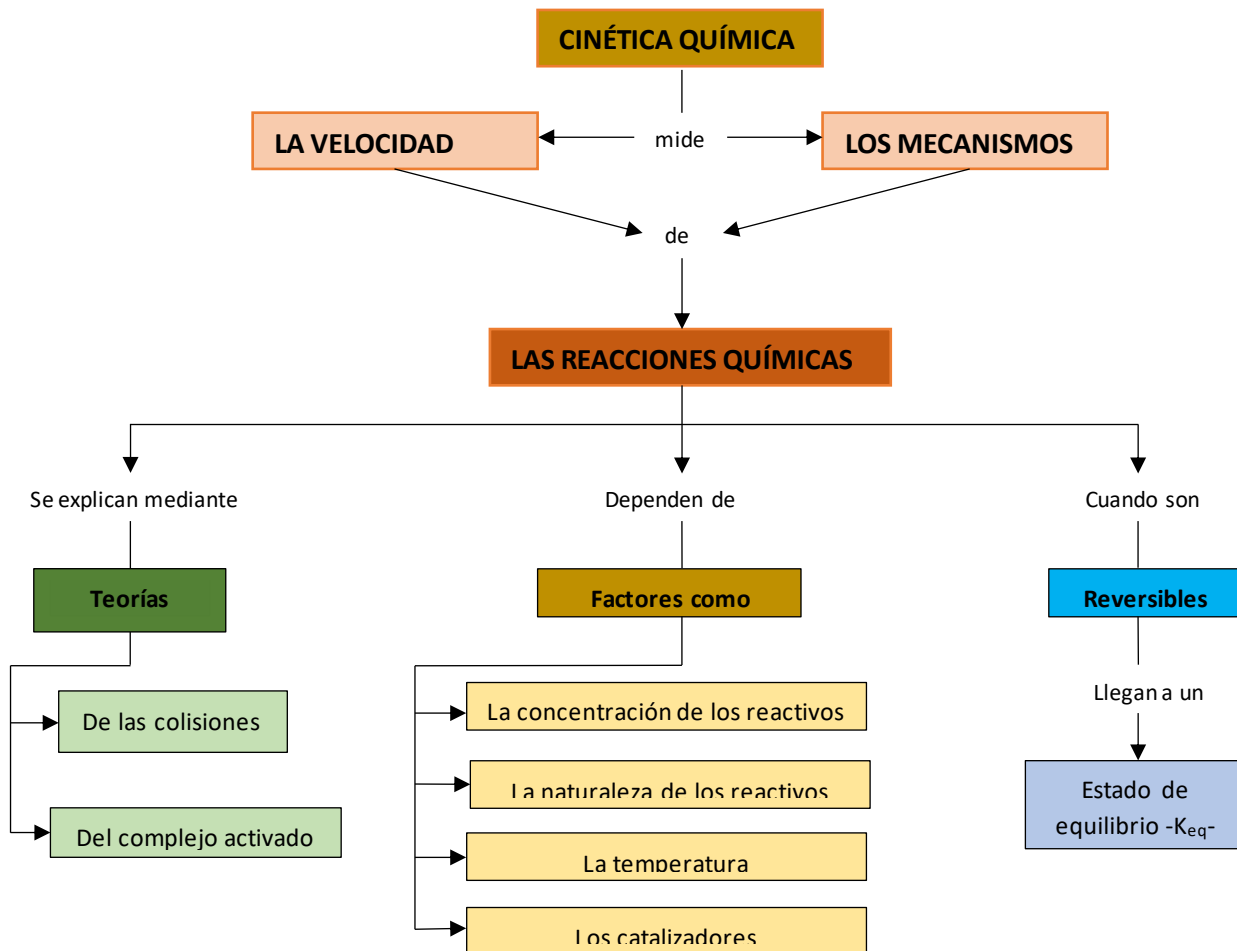 CINÉTICA QUÍMICA
LA VELOCIDAD
mide
LOS MECANISMOS
de
LAS REACCIONES QUÍMICAS
Se explican mediante
Dependen de
Cuando son
Teorías
Factores como
Reversibles
De las colisiones
Del complejo activado
La concentración de los reactivos
La naturaleza de los reactivos
La temperatura
Los catalizadores
Llegan a un
Estado de
equilibrio -Keq-